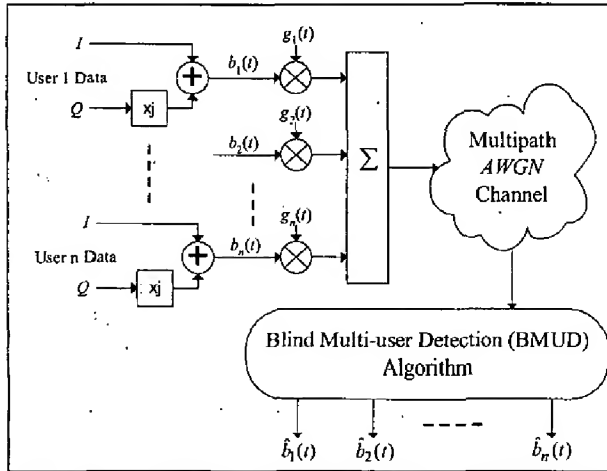 I
User 1 Data
Q
xj
+
b₁(t)
g₁(t)
g₂(t)
b₂(t)
Σ
Multipath
AWGN
Channel
I
User n Data
Q
xj
+
bₙ(t)
gₙ(t)
Blind Multi-user Detection (BMUD)
Algorithm
b̂₁(t)
b̂₂(t)
b̂ₙ(t)